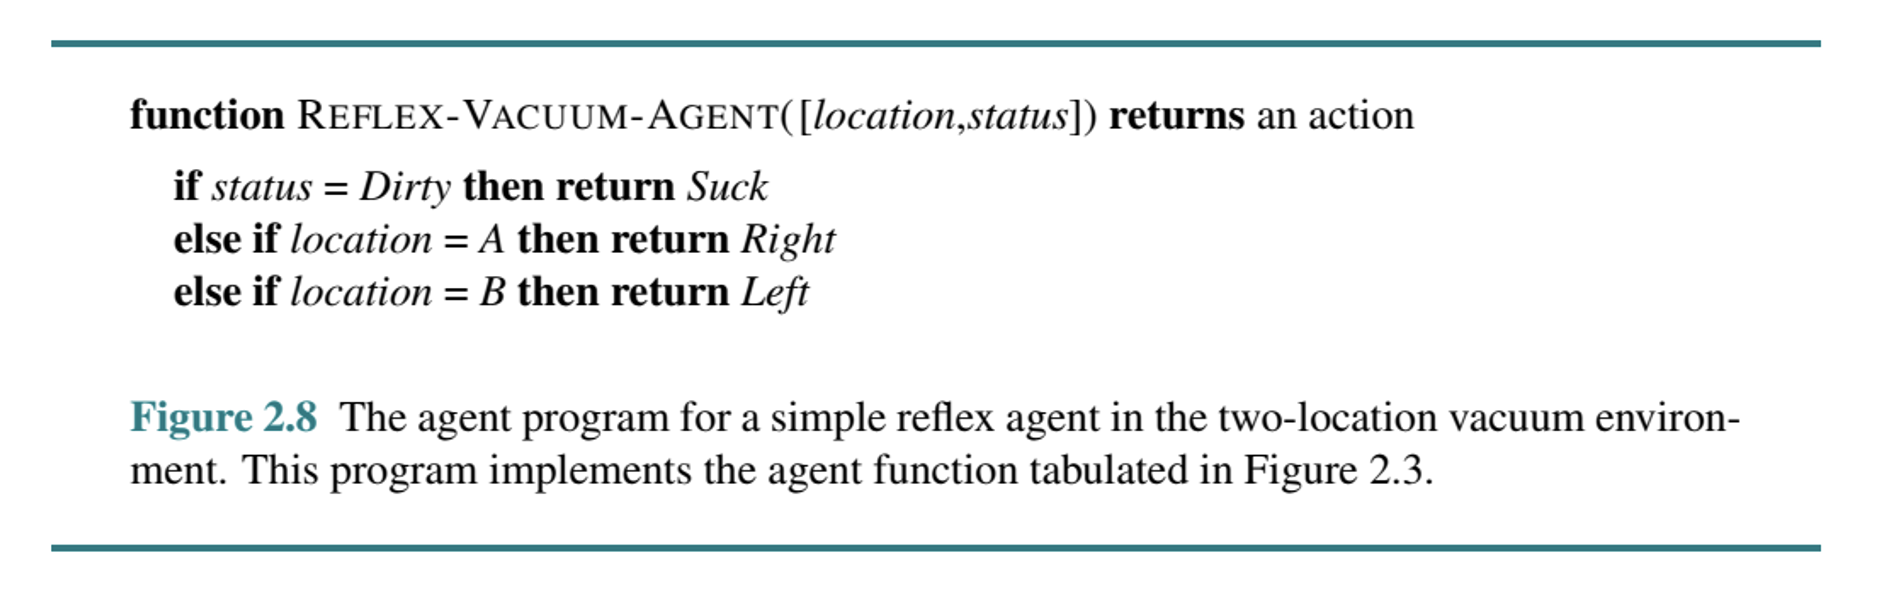 function REFLEX-VACUUM-AGENT([location,status]) returns an action
if status = Dirty then return Suck
else if location = A then return Right
else if location = B then return Left
Figure 2.8 The agent program for a simple reflex agent in the two-location vacuum environ-
ment. This program implements the agent function tabulated in Figure 2.3.